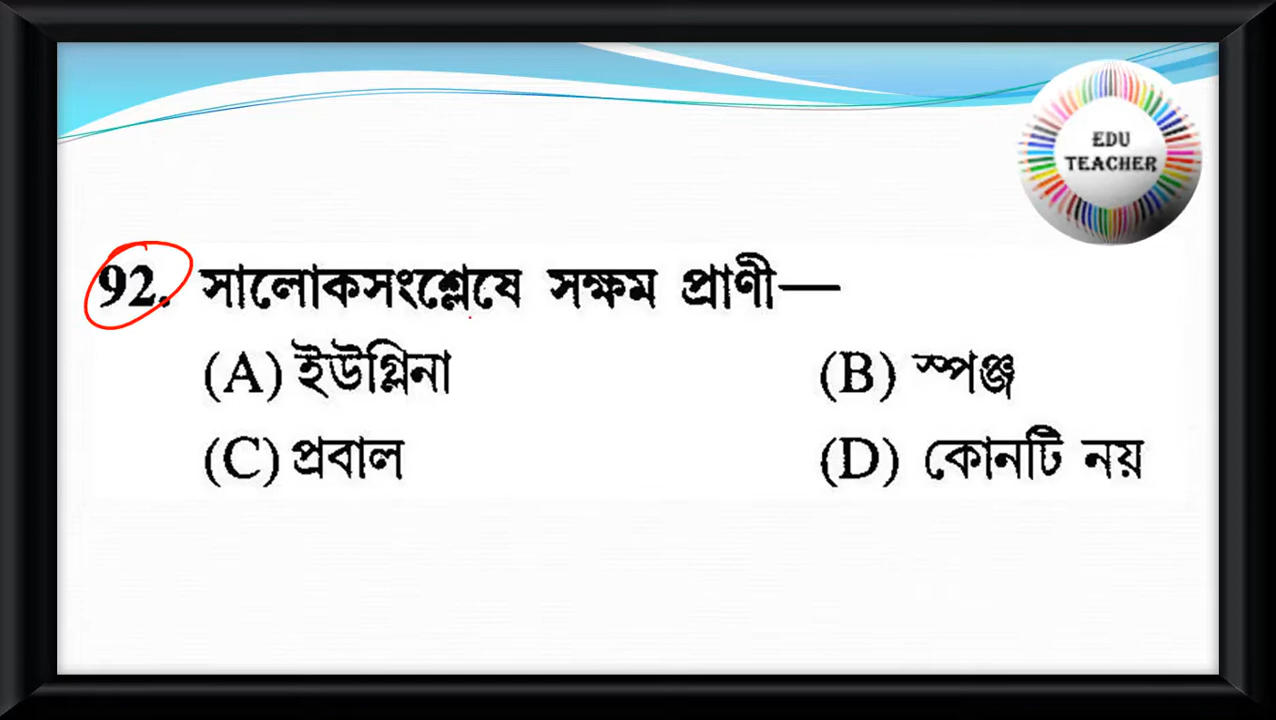 EDU
TEACHER
92. সালোকসংশ্লেষে সক্ষম প্রাণী—
(A) ইউগ্লিনা (B) স্পঞ্জ
(C) প্রবাল (D) কোনটি নয়